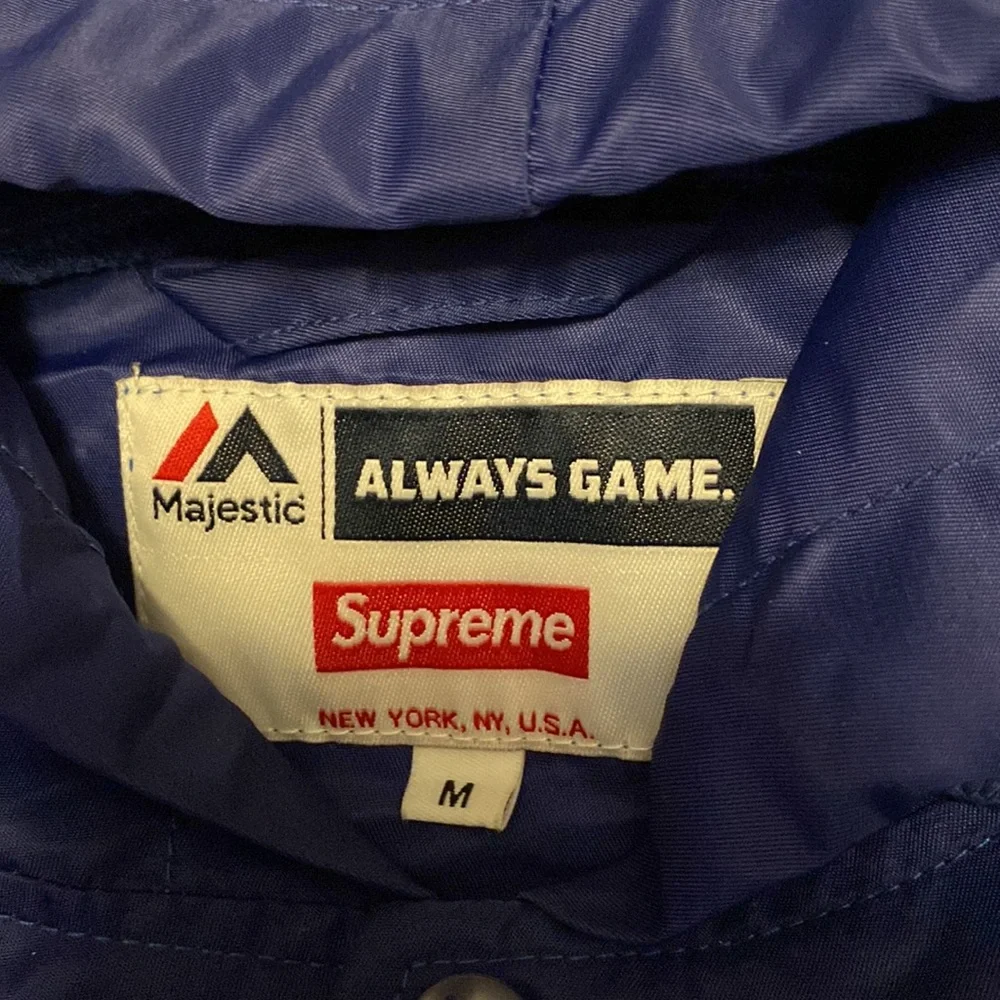 Majestic
ALWAYS GAME.
Supreme
NEW YORK, NY, U.S.A.
M